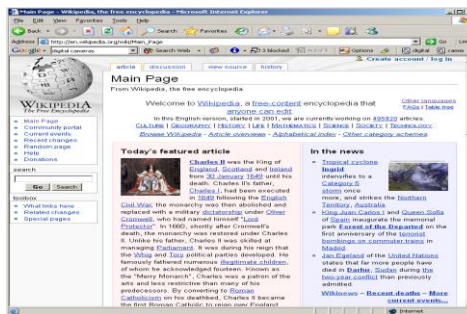 Main Page - Wikipedia, the free encyclopedia - Microsoft Internet Explorer
File Edit View Favorites Tools Help
Back Search Favorites
Address http://en.wikipedia.org/wiki/Main_Page Go
Google digital cameras Search Web 3 blocked Options digital
Create account / log in
article discussion view source history
Main Page
From Wikipedia, the free encyclopedia
WIKIPEDIA
The Free Encyclopedia
Main Page
Community portal
Current events
Recent changes
Random page
Help
Donations
search
Go Search
toolbox
What links here
Related changes
Special pages
Welcome to Wikipedia, a free-content encyclopedia that
anyone can edit.
Other languages
FAQs | Table free
In this English version, started in 2001, we are currently working on 495920 articles.
CULTURE | GEOGRAPHY | HISTORY | LIFE | MATHEMATICS | SCIENCE | SOCIETY | TECHNOLOGY
Browse Wikipedia - Article overviews - Alphabetical index - Other category schemes
Today's featured article
Charles II was the King of
England, Scotland and Ireland
from 30 January 1649 until his
death. Charles II's father,
Charles I, had been executed
in 1649 following the English
Civil War; the monarchy was then abolished and
replaced with a military dictatorship under Oliver
Cromwell, who had named himself "Lord
Protector". In 1660, shortly after Cromwell's
death, the monarchy was restored under Charles
II. Unlike his father, Charles II was skilled at
managing Parliament. It was during his reign that
the Whig and Tory political parties developed. He
famously fathered numerous illegitimate children,
of whom he acknowledged fourteen. Known as
the "Merry Monarch", Charles was a patron of the
arts and less restrictive than many of his
predecessors. By converting to Roman
Catholicism on his deathbed, Charles II became
the first Roman Catholic to reign over England
In the news
Tropical cyclone
Ingrid
intensifies to a
Category 5
storm once
more, and strikes the Northern
Territory, Australia.
King Juan Carlos I and Queen Sofia
of Spain inaugurate the memorial
park Forest of the Departed on the
first anniversary of the terrorist
bombings on commuter trains in
Madrid.
Jan Egeland of the United Nations
states that far more people have
died in Darfur, Sudan during the
two-year conflict than previously
admitted.
Wikinews - Recent deaths - More
current events...
Internet